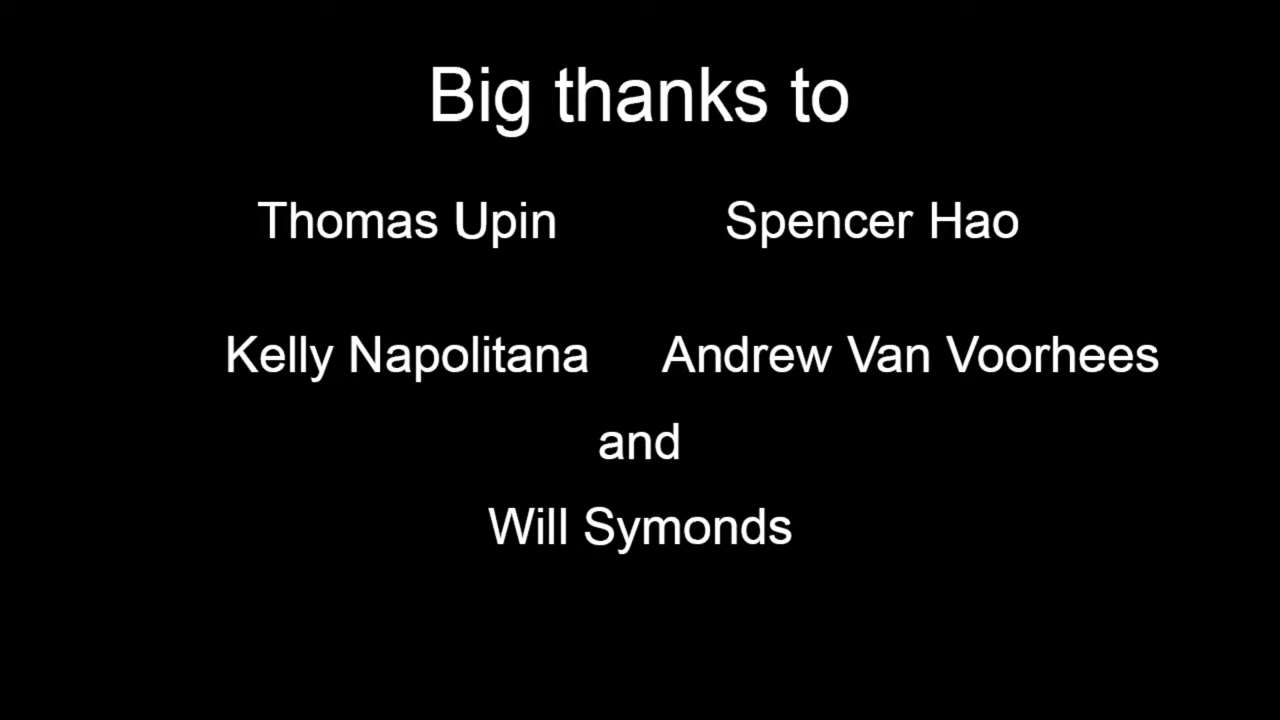 Big thanks to
Thomas Upin Spencer Hao
Kelly Napolitana Andrew Van Voorhees
and
Will Symonds